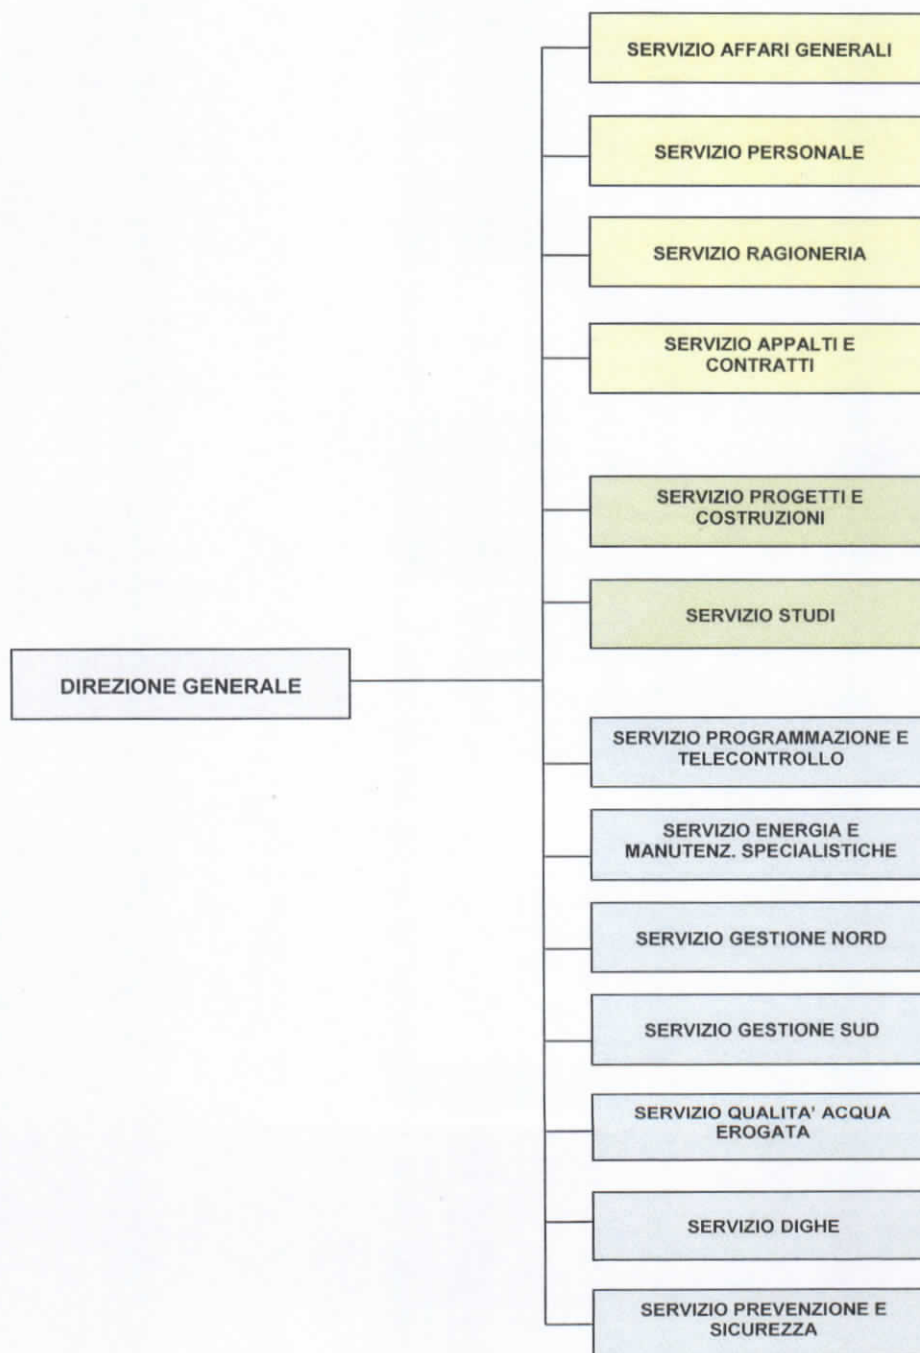 SERVIZIO AFFARI GENERALI
SERVIZIO PERSONALE
SERVIZIO RAGIONERIA
SERVIZIO APPALTI E
CONTRATTI
SERVIZIO PROGETTI E
COSTRUZIONI
SERVIZIO STUDI
DIREZIONE GENERALE
SERVIZIO PROGRAMMAZIONE E
TELECONTROLLO
SERVIZIO ENERGIA E
MANUTENZ. SPECIALISTICHE
SERVIZIO GESTIONE NORD
SERVIZIO GESTIONE SUD
SERVIZIO QUALITA' ACQUA
EROGATA
SERVIZIO DIGHE
SERVIZIO PREVENZIONE E
SICUREZZA